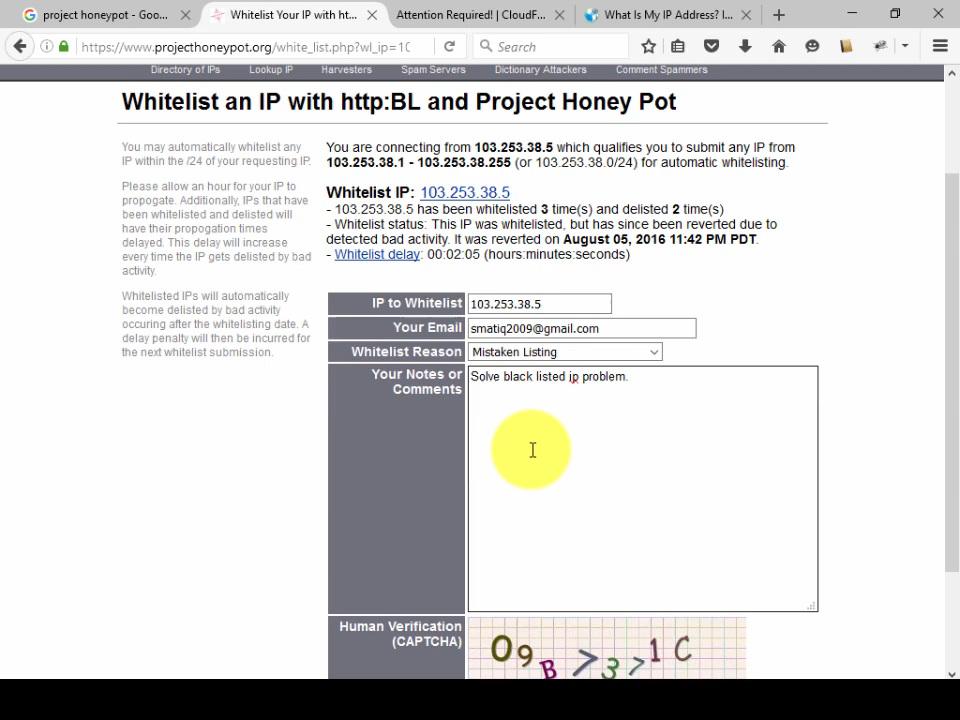 project honeypot - Goo...
Whitelist Your IP with ht...
Attention Required! | CloudF...
What Is My IP Address? I...
https://www.projecthoneypot.org/white_list.php?wl_ip=10
Search
Directory of IPs
Lookup IP
Harvesters
Spam Servers
Dictionary Attackers
Comment Spammers
Whitelist an IP with http:BL and Project Honey Pot
You may automatically whitelist any
IP within the /24 of your requesting IP.
Please allow an hour for your IP to
propogate. Additionally, IPs that have
been whitelisted and delisted will
have their propogation times
delayed. This delay will increase
every time the IP gets delisted by bad
activity.
Whitelisted IPs will automatically
become delisted by bad activity
occuring after the whitelisting date. A
delay penalty will then be incurred for
the next whitelist submission.
You are connecting from 103.253.38.5 which qualifies you to submit any IP from
103.253.38.1 - 103.253.38.255 (or 103.253.38.0/24) for automatic whitelisting.
Whitelist IP: 103.253.38.5
- 103.253.38.5 has been whitelisted 3 time(s) and delisted 2 time(s)
- Whitelist status: This IP was whitelisted, but has since been reverted due to
detected bad activity. It was reverted on August 05, 2016 11:42 PM PDT.
- Whitelist delay: 00:02:05 (hours:minutes:seconds)
IP to Whitelist 103.253.38.5
Your Email smatiq2009@gmail.com
Whitelist Reason Mistaken Listing
Your Notes or
Comments
Solve black listed ip problem.
Human Verification
(CAPTCHA)
09B>3>1C